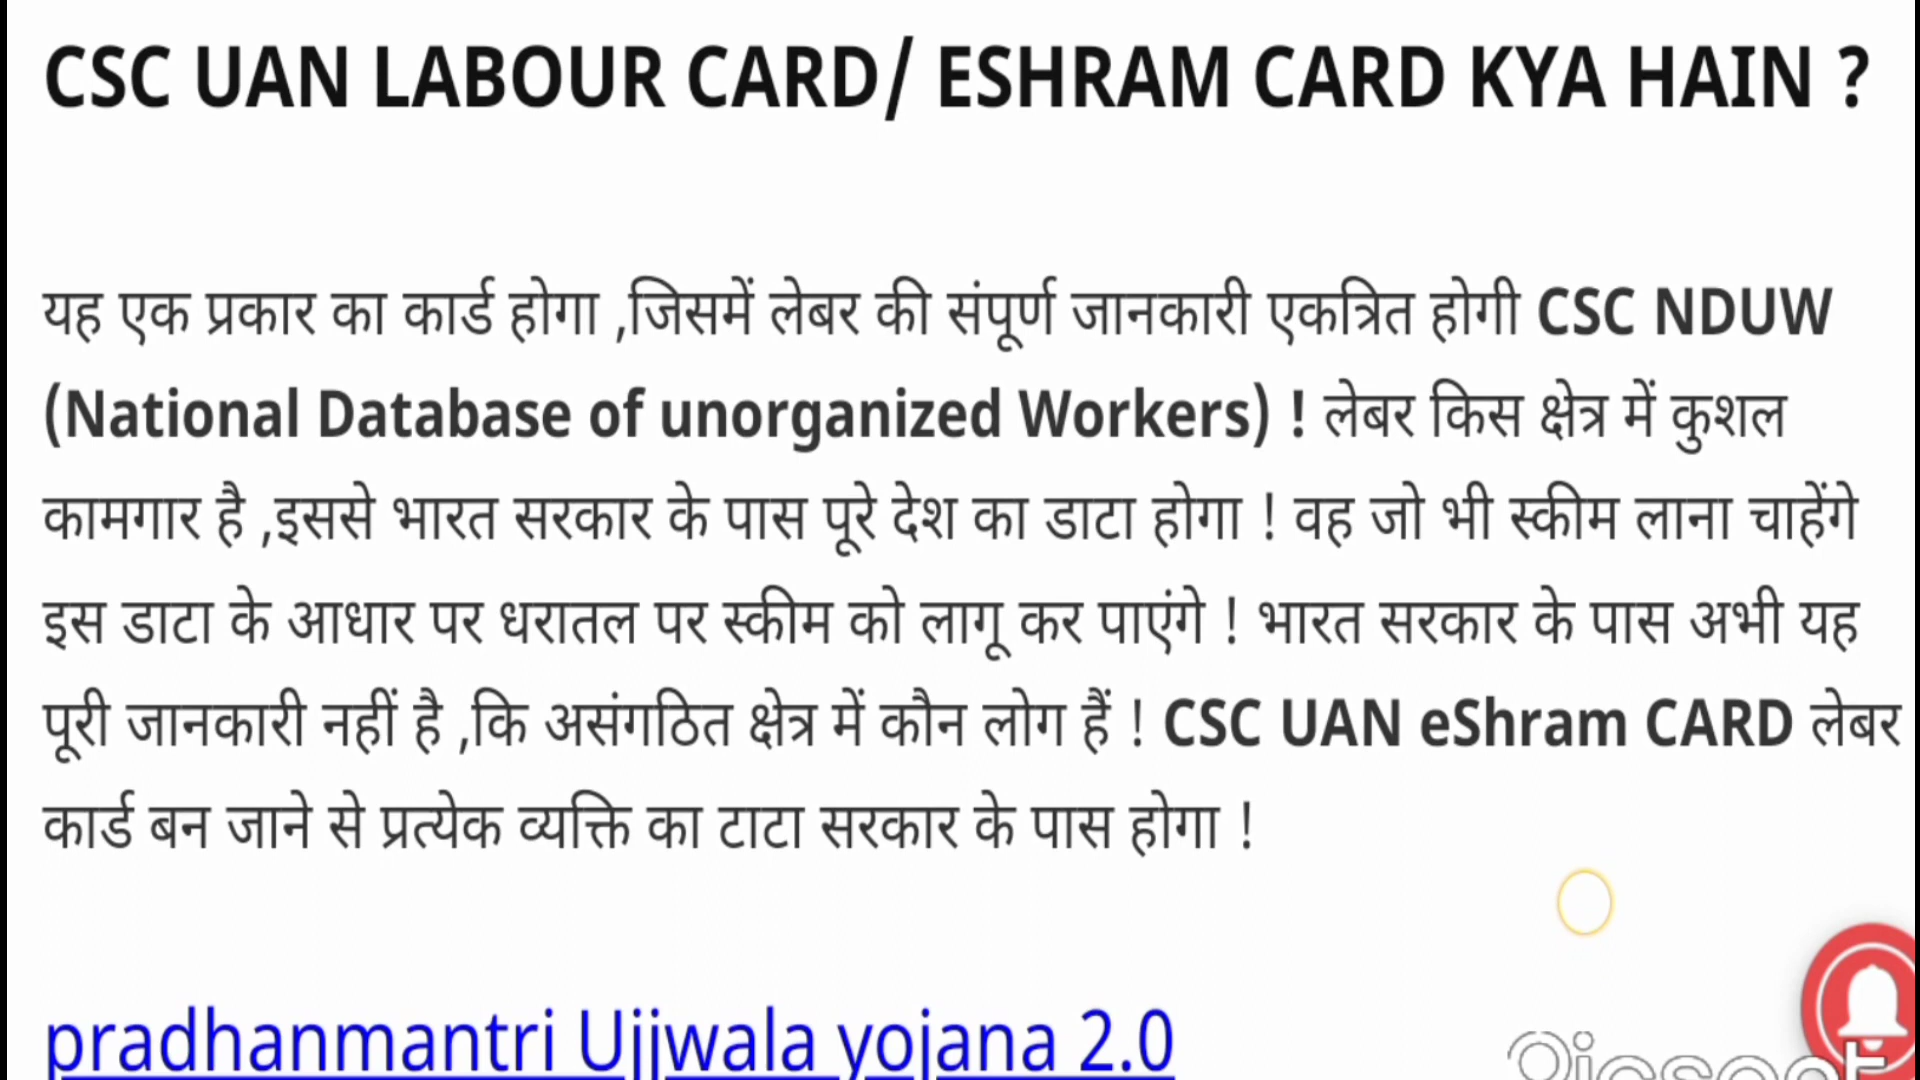 CSC UAN LABOUR CARD/ ESHRAM CARD KYA HAIN ?
यह एक प्रकार का कार्ड होगा ,जिसमें लेबर की संपूर्ण जानकारी एकत्रित होगी CSC NDUW
(National Database of unorganized Workers) ! लेबर किस क्षेत्र में कुशल
कामगार है ,इससे भारत सरकार के पास पूरे देश का डाटा होगा ! वह जो भी स्कीम लाना चाहेंगे
इस डाटा के आधार पर धरातल पर स्कीम को लागू कर पाएंगे ! भारत सरकार के पास अभी यह
पूरी जानकारी नहीं है ,कि असंगठित क्षेत्र में कौन लोग हैं ! CSC UAN eShram CARD लेबर
कार्ड बन जाने से प्रत्येक व्यक्ति का टाटा सरकार के पास होगा !
pradhanmantri Ujjwala yojana 2.0